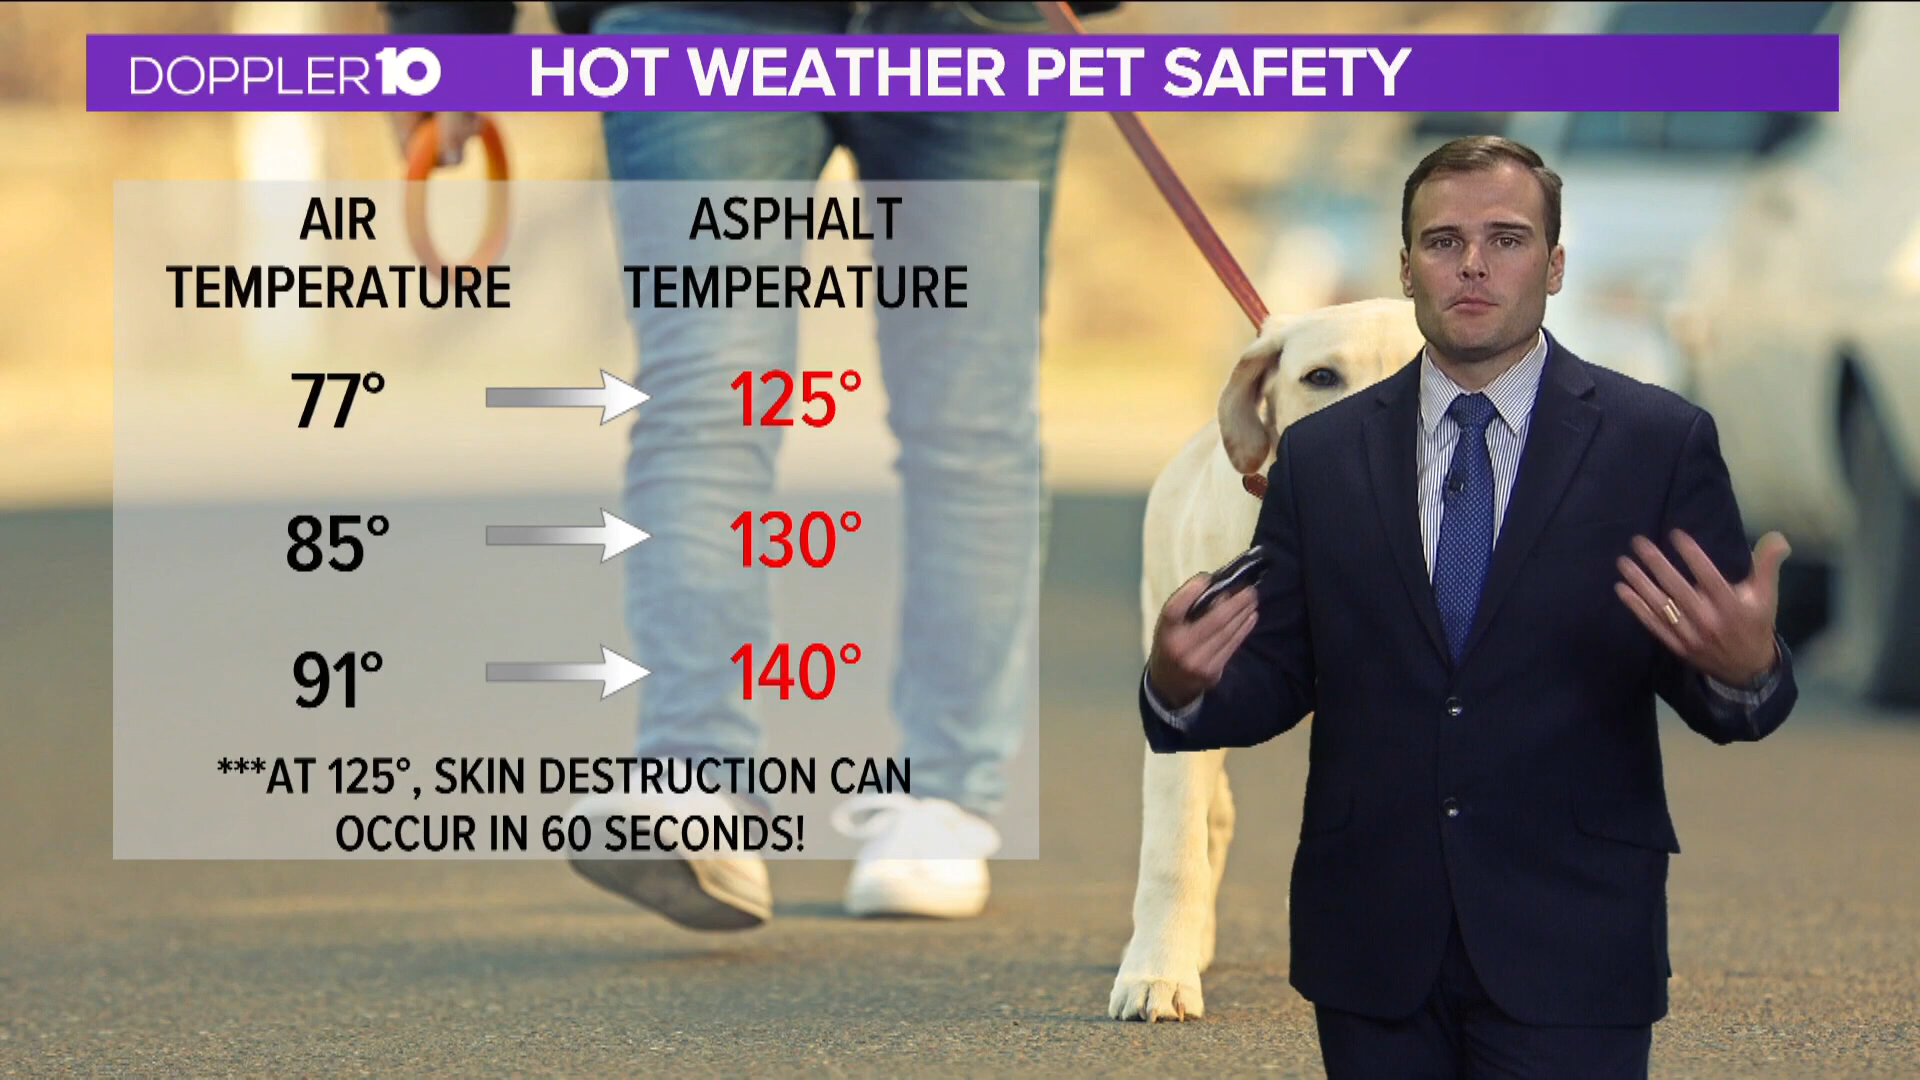 DOPPLER10 HOT WEATHER PET SAFETY
AIR TEMPERATURE
ASPHALT TEMPERATURE
77° 125°
85° 130°
91° 140°
***AT 125°, SKIN DESTRUCTION CAN
OCCUR IN 60 SECONDS!